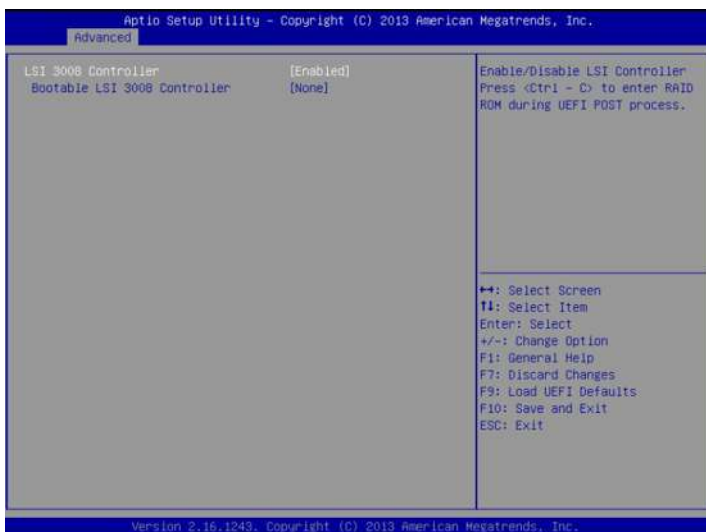 Aptio Setup Utility – Copyright (C) 2013 American Megatrends, Inc.
Advanced
LSI 3008 Controller [Enabled]
Bootable LSI 3008 Controller [None]
Enable/Disable LSI Controller
Press <Ctrl - C> to enter RAID
ROM during UEFI POST process.
↔: Select Screen
↑↓: Select Item
Enter: Select
+/-: Change Option
F1: General Help
F7: Discard Changes
F9: Load UEFI Defaults
F10: Save and Exit
ESC: Exit
Version 2.16.1243. Copyright (C) 2013 American Megatrends, Inc.